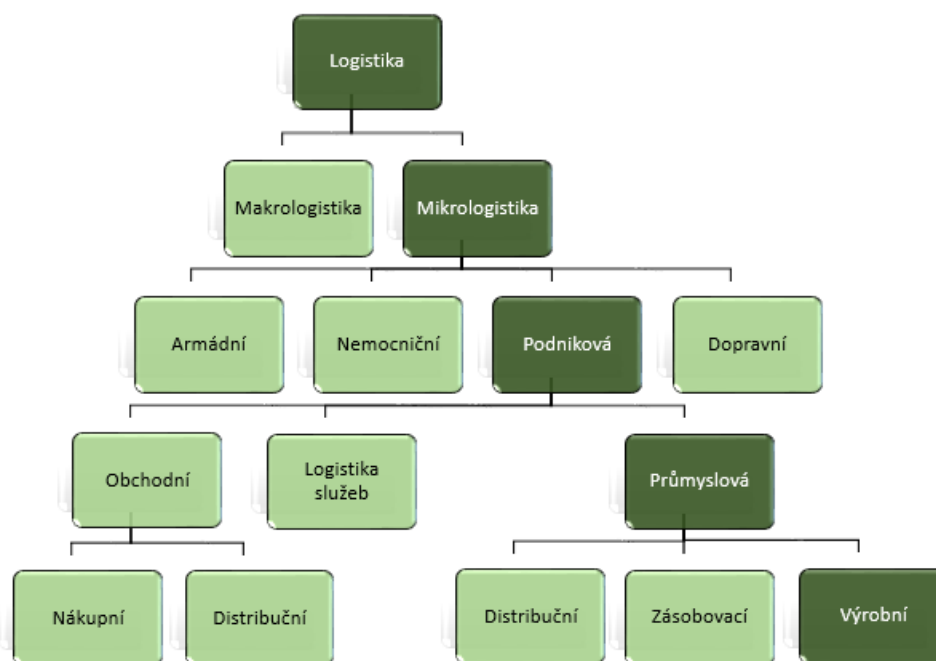 Logistika
Makrologistika
Mikrologistika
Armádní
Nemocniční
Podniková
Dopravní
Obchodní
Logistika
služeb
Průmyslová
Nákupní
Distribuční
Distribuční
Zásobovací
Výrobní